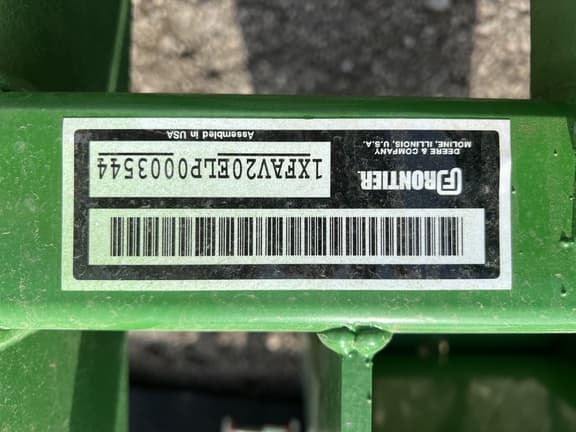 FRONTIER
DEERE & COMPANY
MOLINE, ILLINOIS, U.S.A.
1XFAV20ELP0003544
Assembled in USA